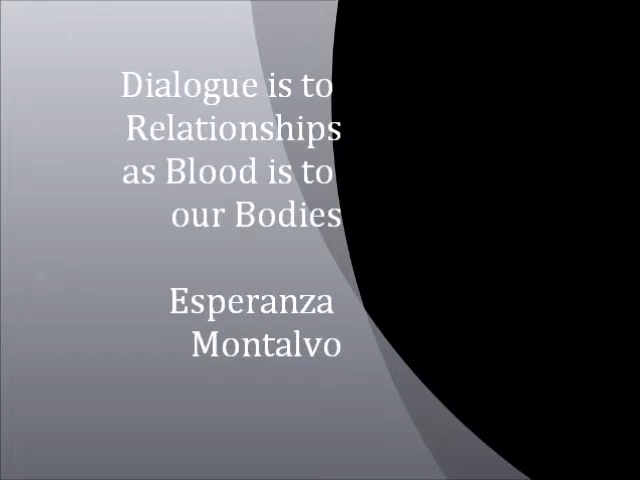 Dialogue is to
Relationships
as Blood is to
our Bodies
Esperanza
Montalvo